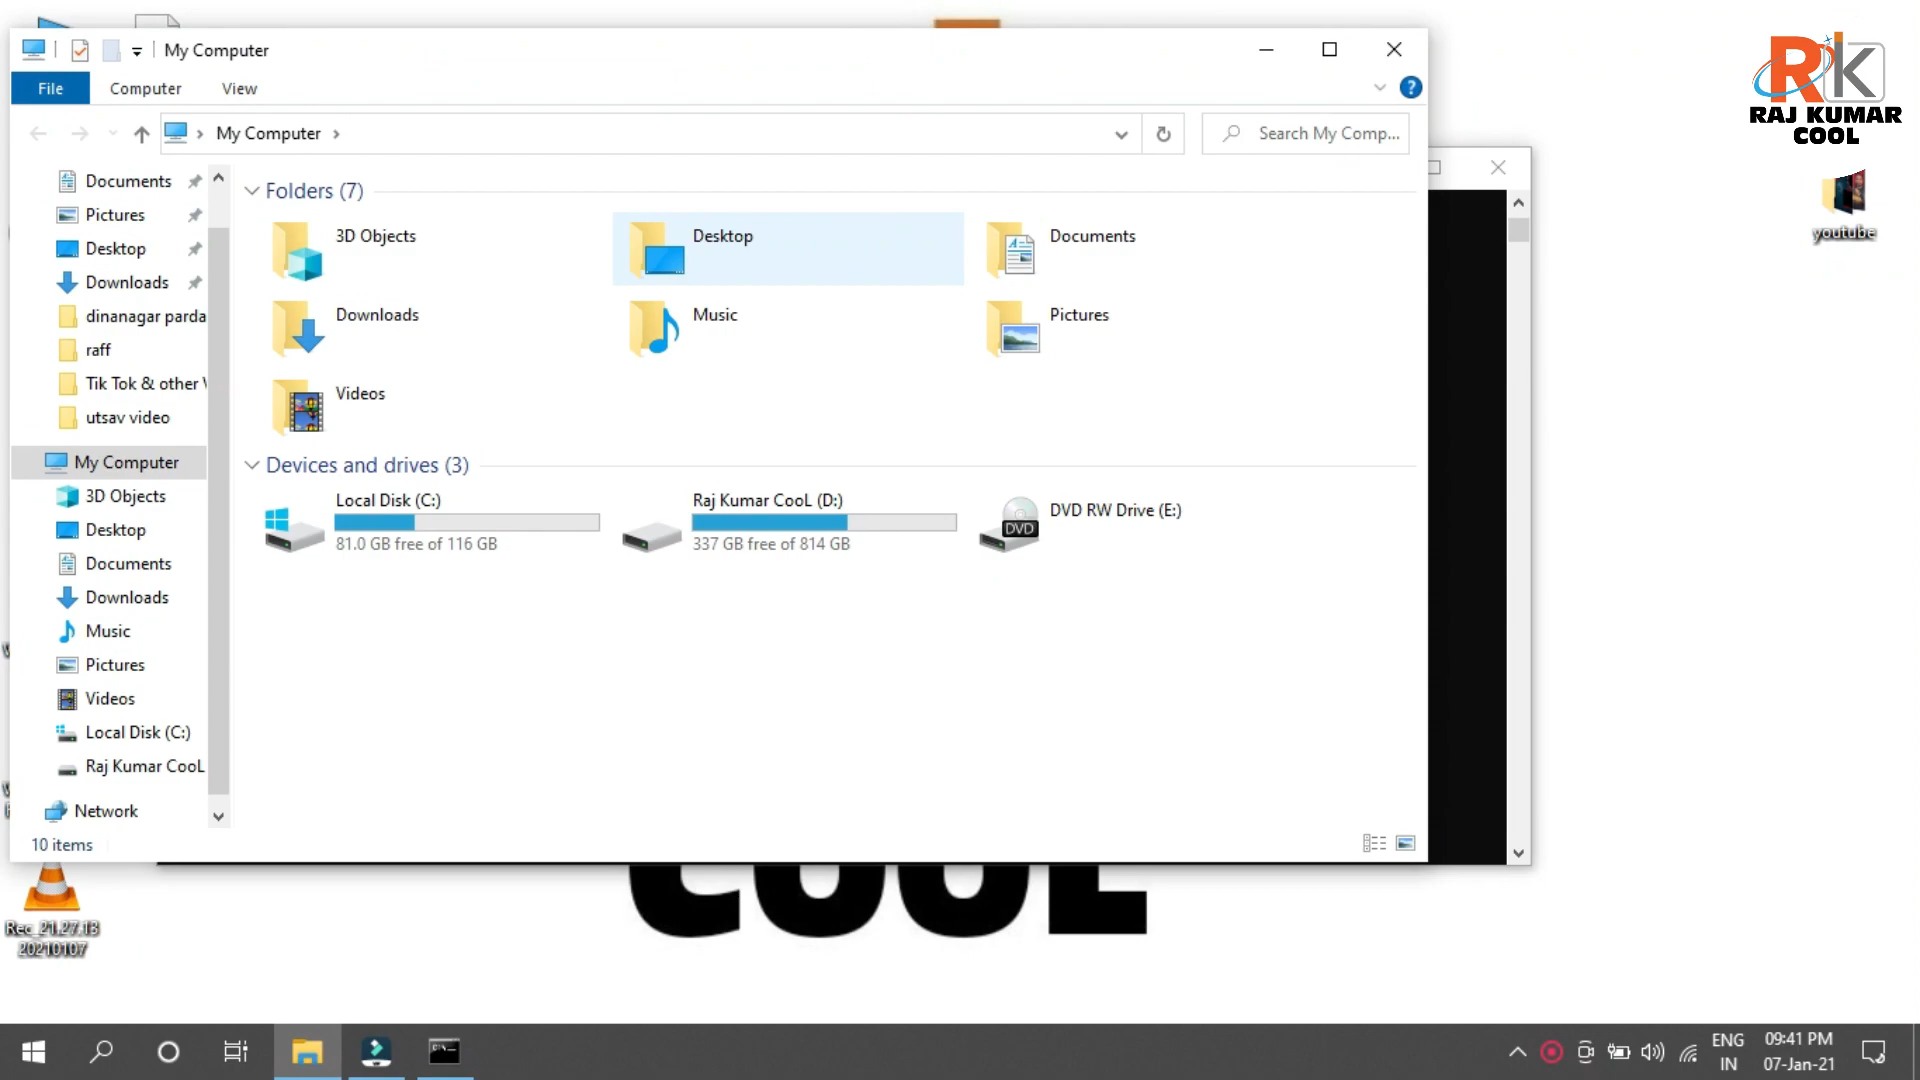 My Computer
File
Computer
View
My Computer
Search My Comp...
Documents
Pictures
Desktop
Downloads
dinanagar parda
raff
Tik Tok & other
utsav video
My Computer
3D Objects
Desktop
Documents
Downloads
Music
Pictures
Videos
Local Disk (C:)
Raj Kumar CooL
Network
10 items
Folders (7)
3D Objects
Desktop
Documents
Downloads
Music
Pictures
Videos
Devices and drives (3)
Local Disk (C:)
81.0 GB free of 116 GB
Raj Kumar CooL (D:)
337 GB free of 814 GB
DVD
DVD RW Drive (E:)
Rk
RAJ KUMAR
COOL
youtube
COOL
Rec_21.27.13
20210107
ENG
IN
09:41 PM
07-Jan-21